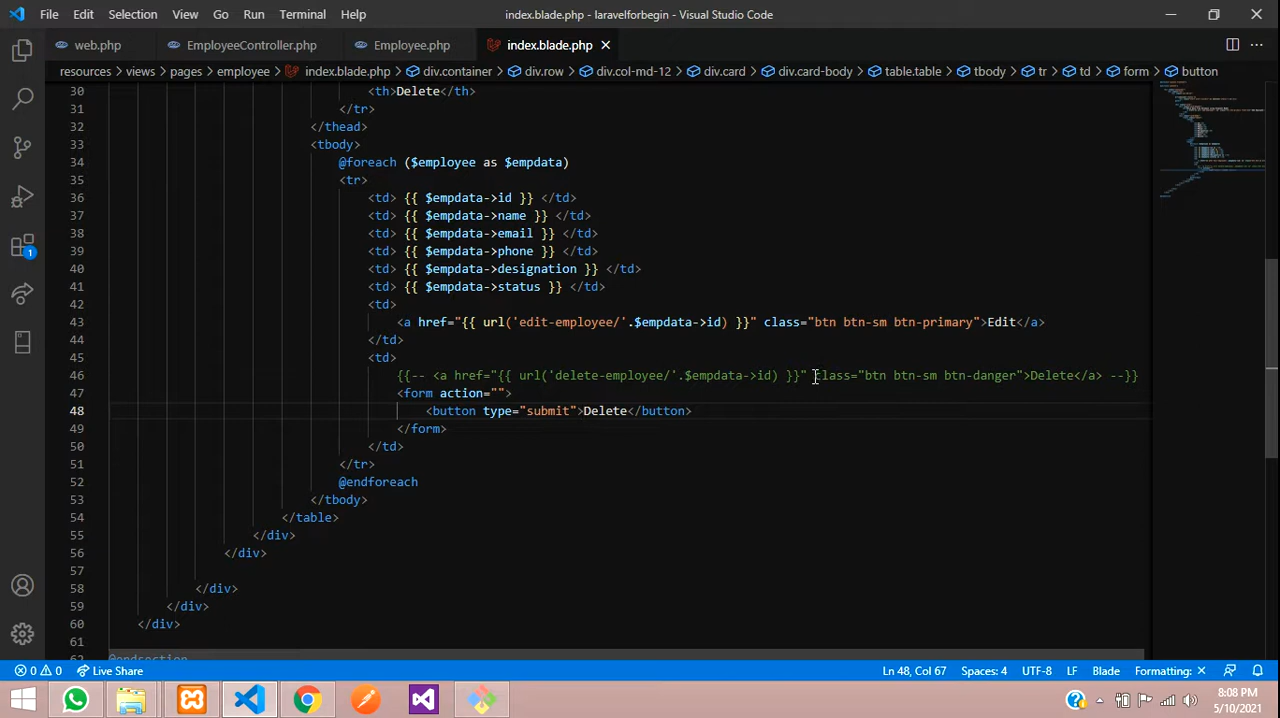 File Edit Selection View Go Run Terminal Help
index.blade.php - laravelforbegin - Visual Studio Code
web.php EmployeeController.php Employee.php index.blade.php
resources > views > pages > employee > index.blade.php > div.container > div.row > div.col-md-12 > div.card > div.card-body > table.table > tbody > tr > td > form > button
30 <th>Delete</th>
31 </tr>
32 </thead>
33 <tbody>
34 @foreach ($employee as $empdata)
35 <tr>
36 <td> {{ $empdata->id }} </td>
37 <td> {{ $empdata->name }} </td>
38 <td> {{ $empdata->email }} </td>
39 <td> {{ $empdata->phone }} </td>
40 <td> {{ $empdata->designation }} </td>
41 <td> {{ $empdata->status }} </td>
42 <td>
43 <a href="{{ url('edit-employee/'.$empdata->id) }}" class="btn btn-sm btn-primary">Edit</a>
44 </td>
45 <td>
46 {{-- <a href="{{ url('delete-employee/'.$empdata->id) }}" class="btn btn-sm btn-danger">Delete</a> --}}
47 <form action="">
48 <button type="submit">Delete</button>
49 </form>
50 </td>
51 </tr>
52 @endforeach
53 </tbody>
54 </table>
55 </div>
56 </div>
57
58 </div>
59 </div>
60 </div>
61
62 @endsection
1
0 0 Live Share Ln 48, Col 67 Spaces: 4 UTF-8 LF Blade Formatting: ×
8:08 PM
5/10/2021